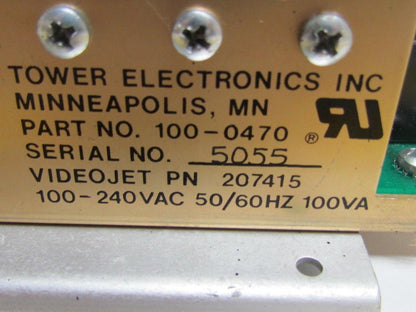 TOWER ELECTRONICS INC
MINNEAPOLIS, MN
PART NO. 100-0470 ®
SERIAL NO. 5055
VIDEOJET PN 207415
100-240VAC 50/60HZ 100VA